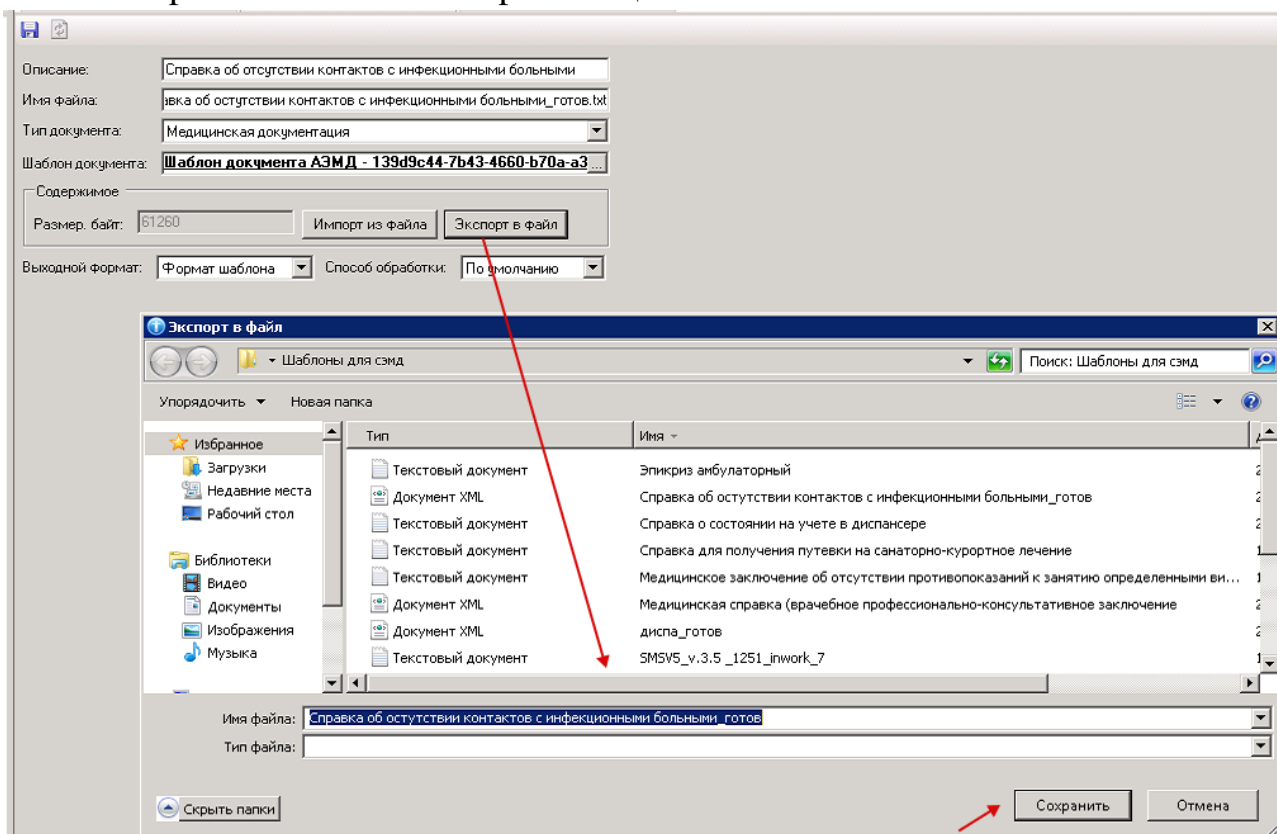 Описание: Справка об отсутствии контактов с инфекционными больными
Имя файла: авка об остутствии контактов с инфекционными больными_готов.txt
Тип документа: Медицинская документация
Шаблон документа: Шаблон документа АЭМД - 139d9c44-7b43-4660-b70a-a3 ...
Содержимое
Размер. байт: 61260 Импорт из файла Экспорт в файл
Выходной формат: Формат шаблона Способ обработки: По умолчанию
Экспорт в файл
Шаблоны для сэмд Поиск: Шаблоны для сэмд
Упорядочить Новая папка
Избранное
Загрузки
Недавние места
Рабочий стол
Библиотеки
Видео
Документы
Изображения
Музыка
Тип Имя
Текстовый документ Эпикриз амбулаторный
Документ XML Справка об остутствии контактов с инфекционными больными_готов
Текстовый документ Справка о состоянии на учете в диспансере
Текстовый документ Справка для получения путевки на санаторно-курортное лечение
Текстовый документ Медицинское заключение об отсутствии противопоказаний к занятию определенными ви...
Документ XML Медицинская справка (врачебное профессионально-консультативное заключение
Документ XML диспа_готов
Текстовый документ SMSV5_v.3.5 _1251_inwork_7
Имя файла: Справка об остутствии контактов с инфекционными больными_готов
Тип файла:
Скрыть папки Сохранить Отмена